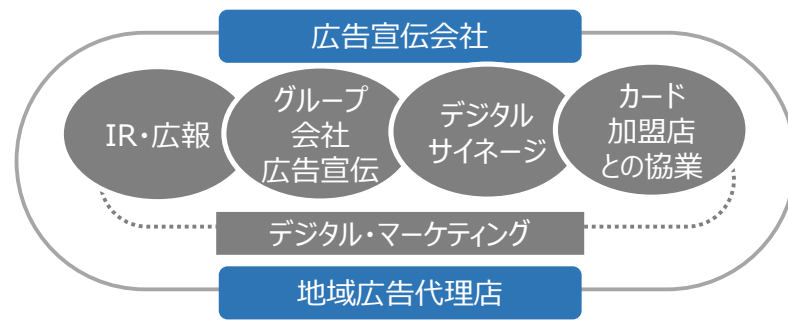 広告宣伝会社
IR・広報
グループ
会社
広告宣伝
デジタル
サイネージ
カード
加盟店
との協業
デジタル・マーケティング
地域広告代理店